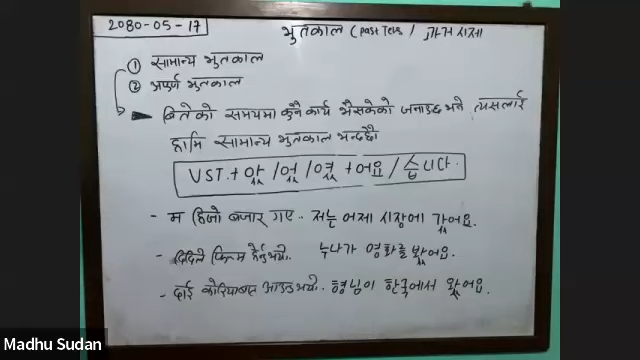 2080-05-17
भुतकाल (Past Tens / 과거 시제
① सामान्य भुतकाल
② अपूर्ण भुतकाल
बितेको समयमा कुनै कार्य भैसकेको जनाउछ भने त्यसलाई
हामि सामान्य भुतकाल भन्दछौ
VST + 았/었/였 + 어요 / 습니다.
- म हिजो बजार गए. 저는 어제 시장에 갔어요.
- दिदिले फिल्म हेर्नुभयो. 누나가 영화를 봤어요.
- दाई कोरियाबाट आउनुभयो. 형님이 한국에서 왔어요.
Madhu Sudan